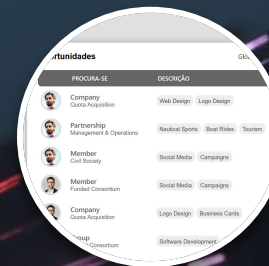 rtunidades Gló
PROCURA-SE DESCRIÇÃO
Company Web Design Logo Design
Quota Acquisition
Partnership Nautical Sports Boat Rides Tourism
Management & Operations
Member Social Media Campaigns
Civil Society
Member Social Media Campaigns
Funded Consortium
Company Logo Design Business Cards
Quota Acquisition
Software Development
Consortium